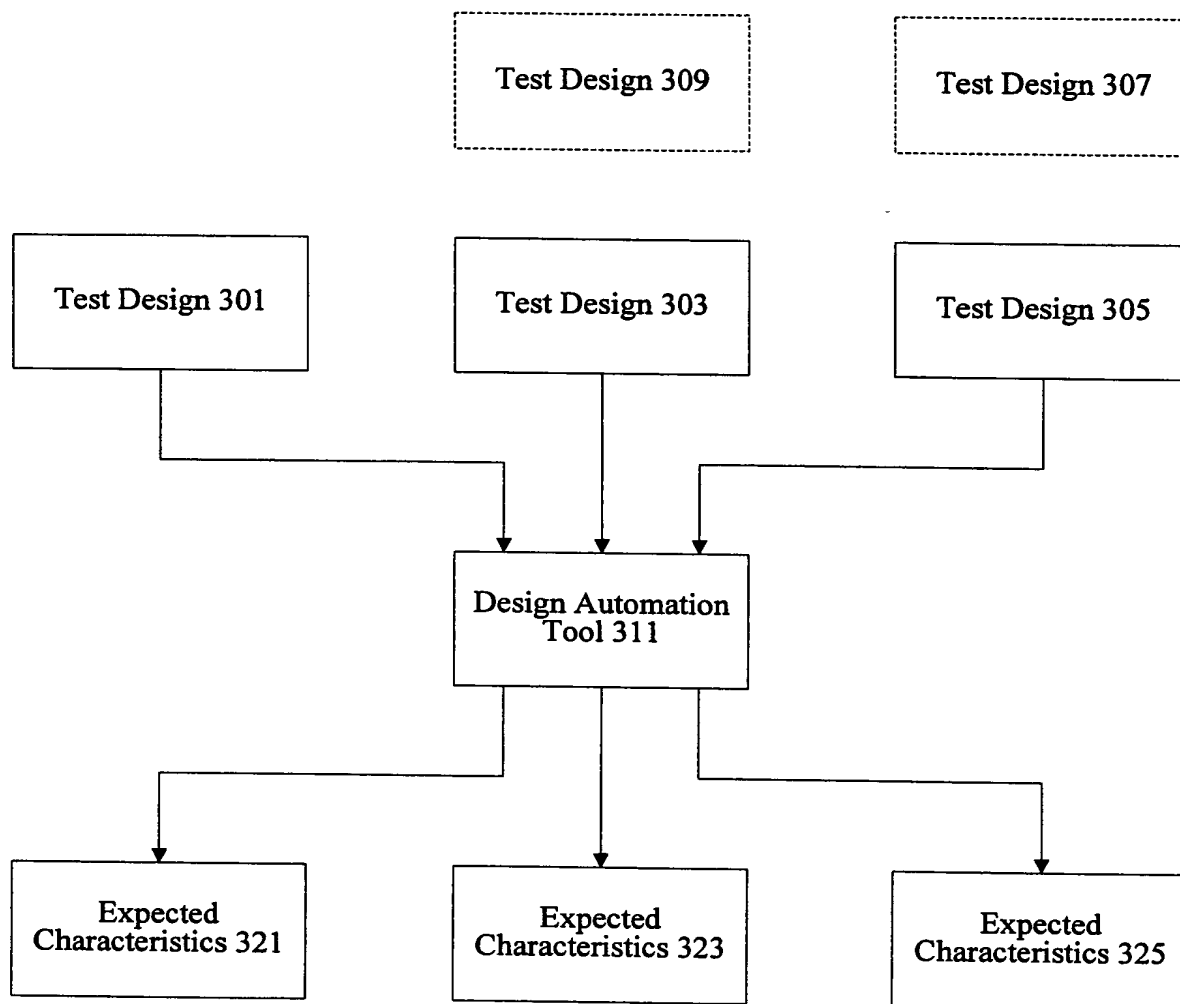 Test Design 309
Test Design 307
Test Design 301
Test Design 303
Test Design 305
Design Automation
Tool 311
Expected
Characteristics 321
Expected
Characteristics 323
Expected
Characteristics 325